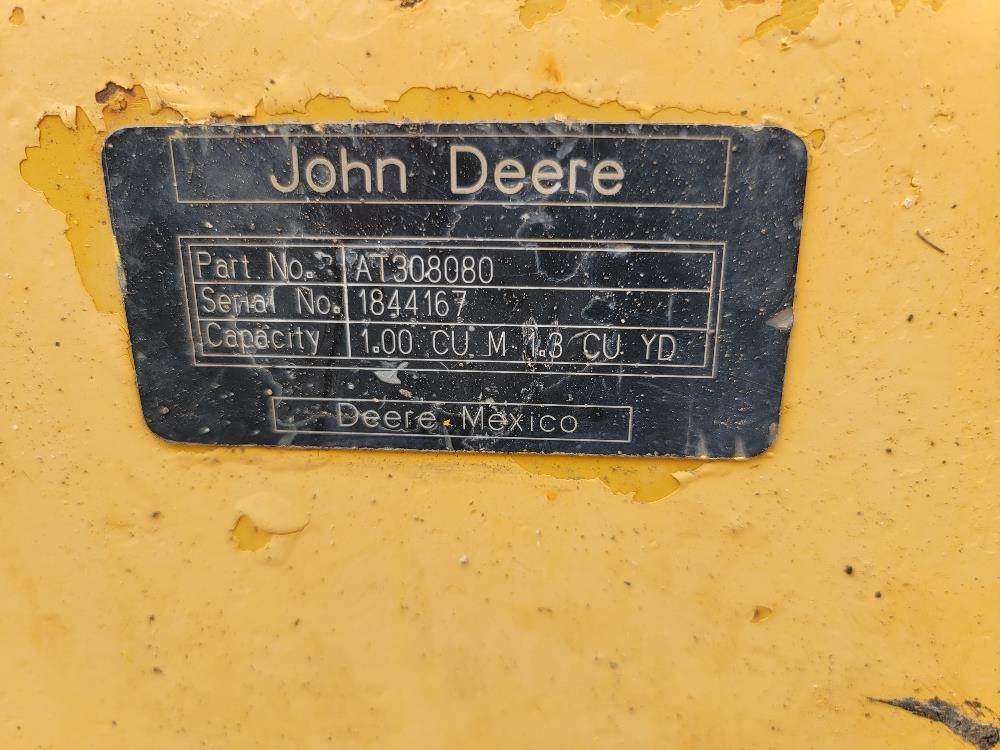 John Deere
Part No. AT308080
Serial No. 1844167
Capacity 1.00 CU M 1.3 CU YD
Deere, Mexico